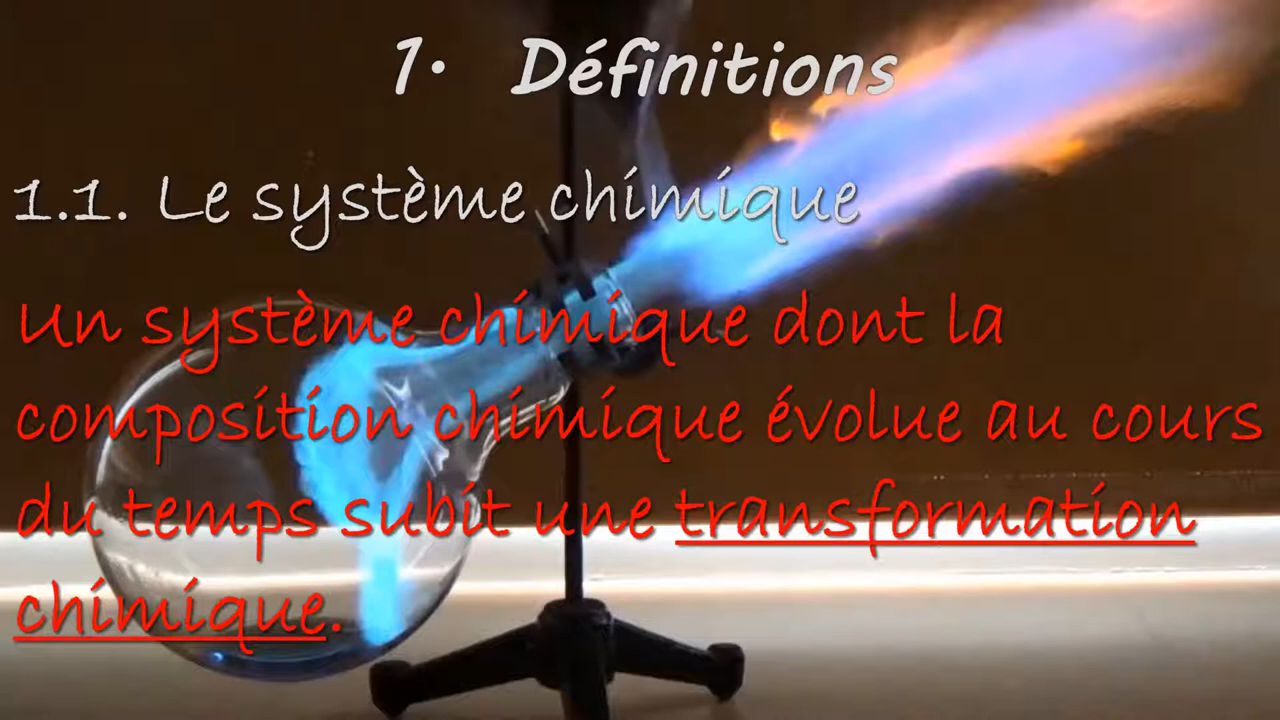 1. Définitions
1.1. Le système chimique
Un système chimique dont la
composition chimique évolue au cours
du temps subit une transformation
chimique.